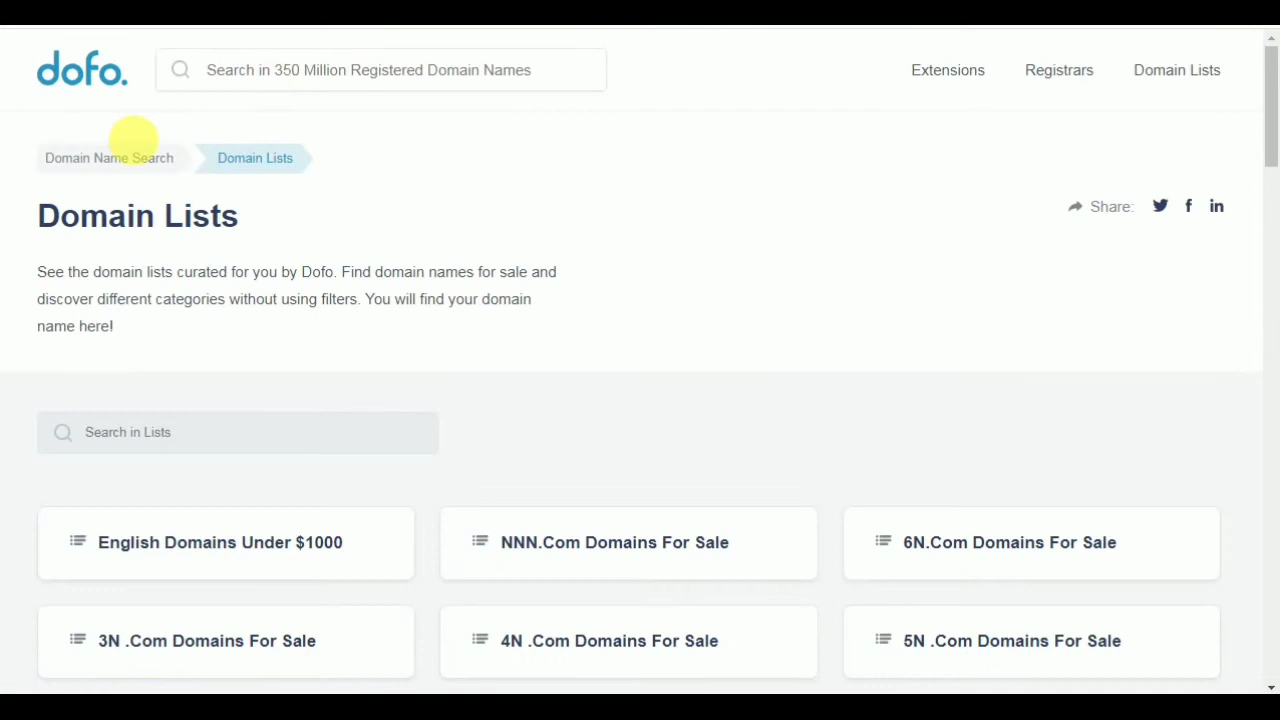 dofo.
Search in 350 Million Registered Domain Names
Extensions
Registrars
Domain Lists
Domain Name Search
Domain Lists
Domain Lists
Share:
See the domain lists curated for you by Dofo. Find domain names for sale and
discover different categories without using filters. You will find your domain
name here!
Search in Lists
English Domains Under $1000
NNN.Com Domains For Sale
6N.Com Domains For Sale
3N .Com Domains For Sale
4N .Com Domains For Sale
5N .Com Domains For Sale